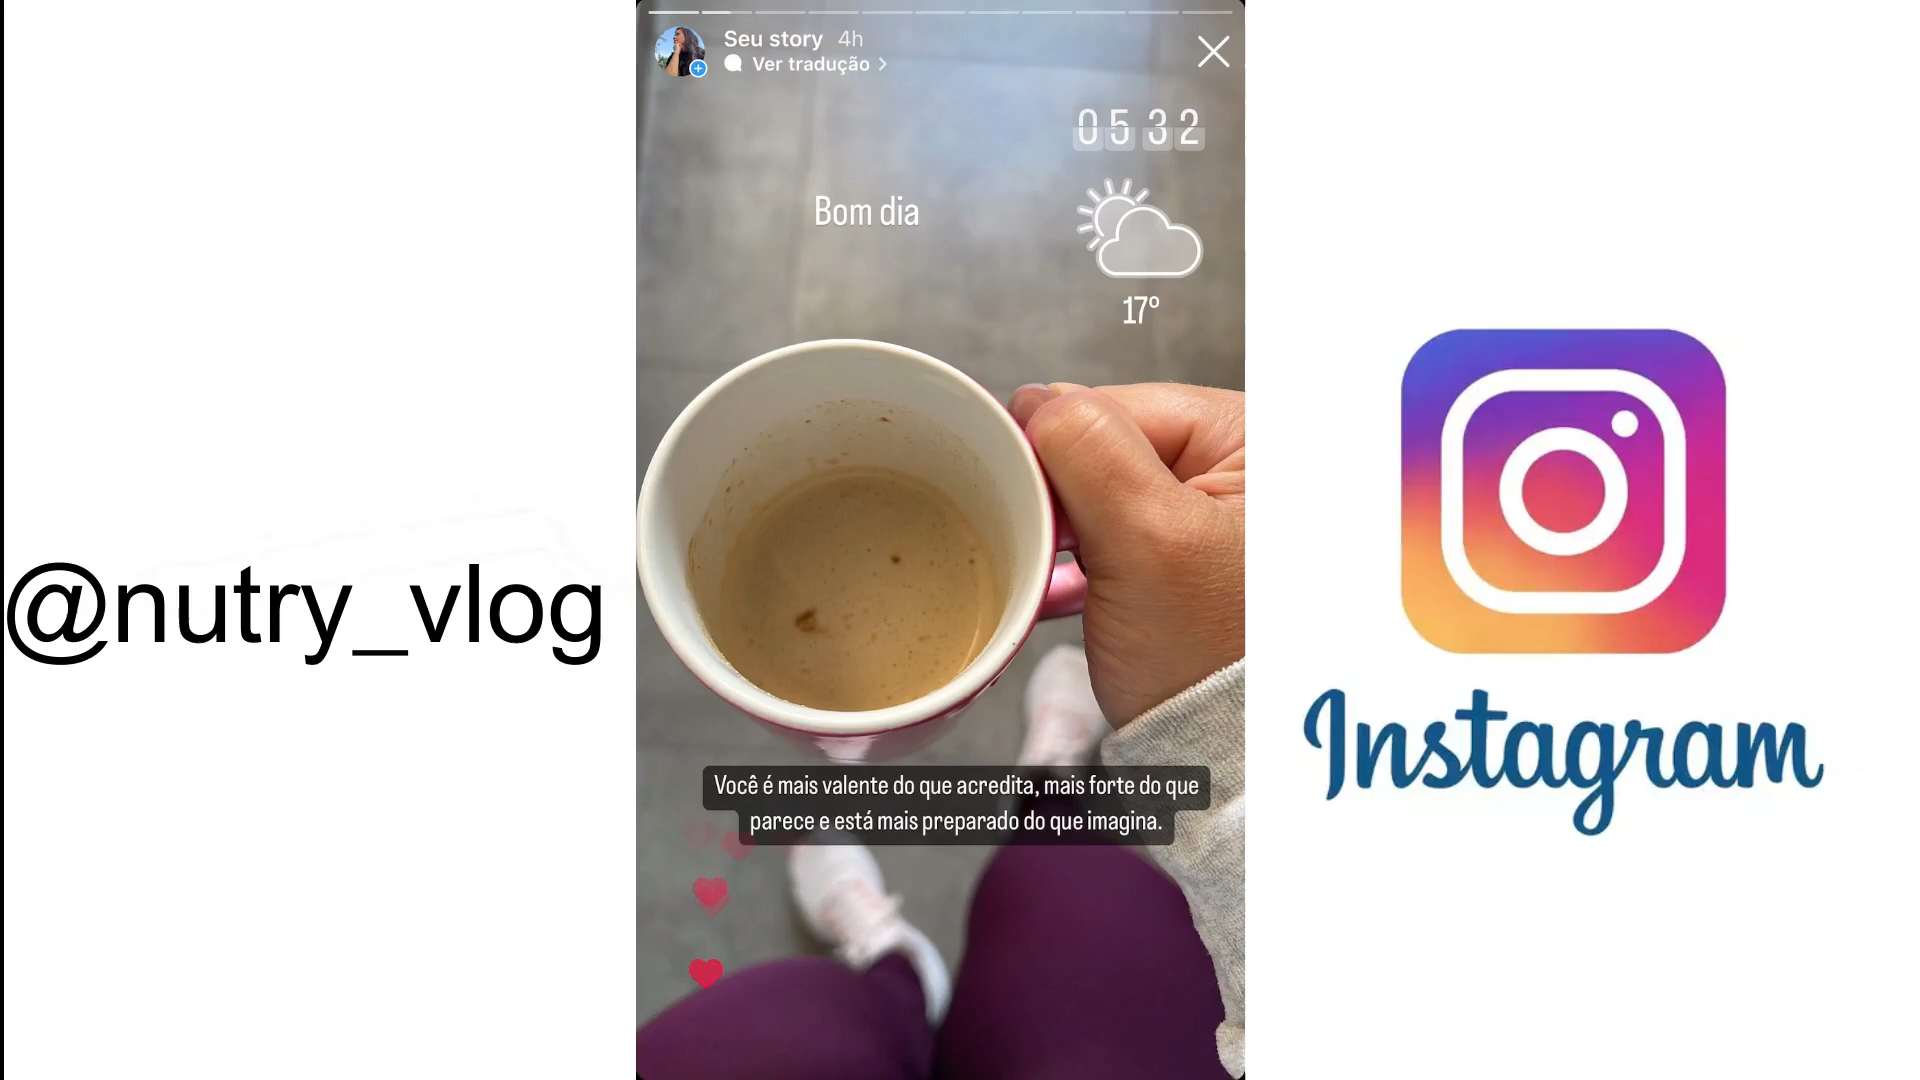 Seu story 4h
Ver tradução
05 32
Bom dia
17°
@nutry_vlog
Instagram
Você é mais valente do que acredita, mais forte do que
parece e está mais preparado do que imagina.